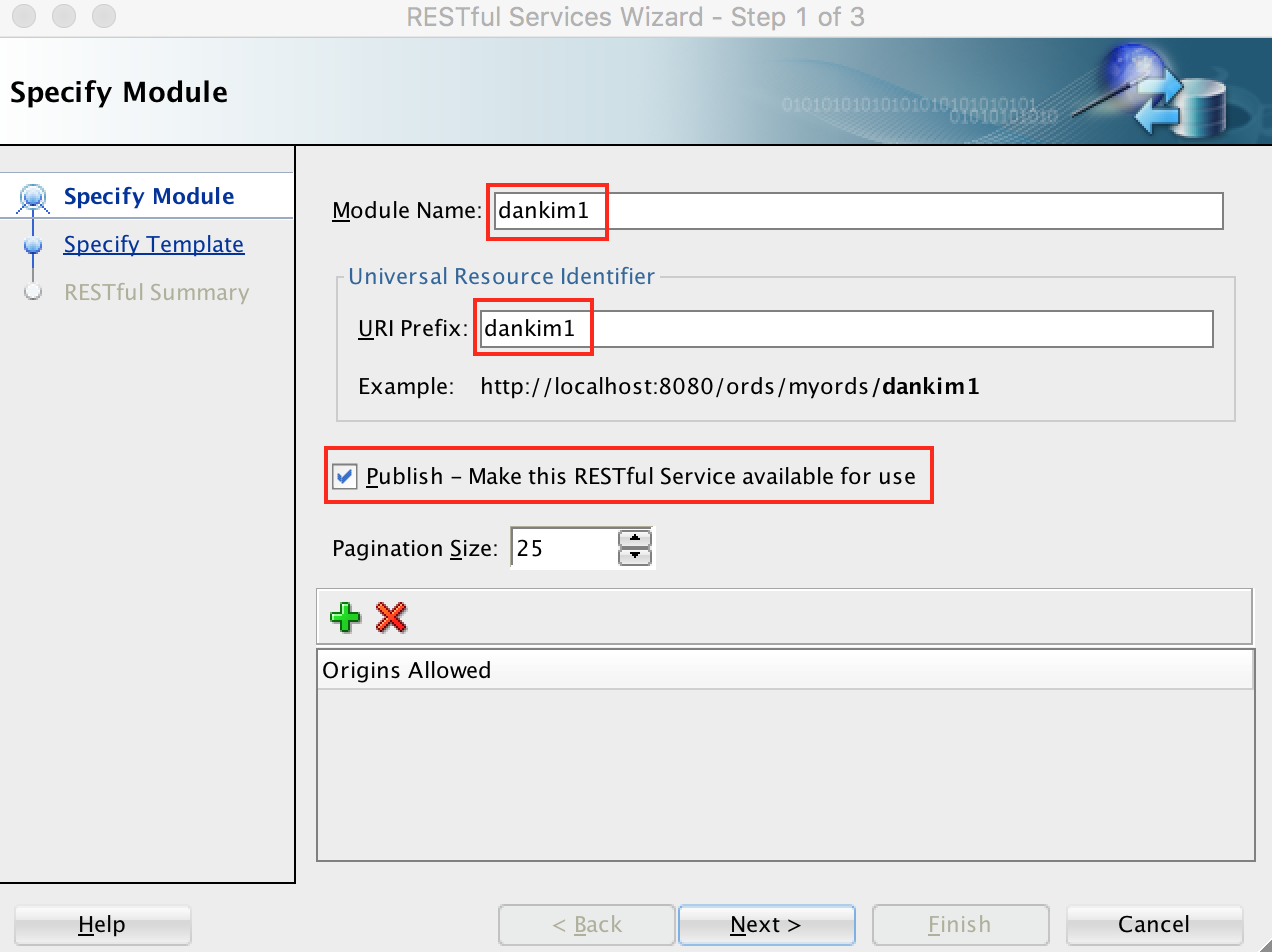 RESTful Services Wizard - Step 1 of 3
Specify Module
01010101010101010101010101
01010101010
Specify Module
Specify Template
RESTful Summary
Module Name: dankim1
Universal Resource Identifier
URI Prefix: dankim1
Example: http://localhost:8080/ords/myords/dankim1
Publish – Make this RESTful Service available for use
Pagination Size: 25
Origins Allowed
Help < Back Next > Finish Cancel